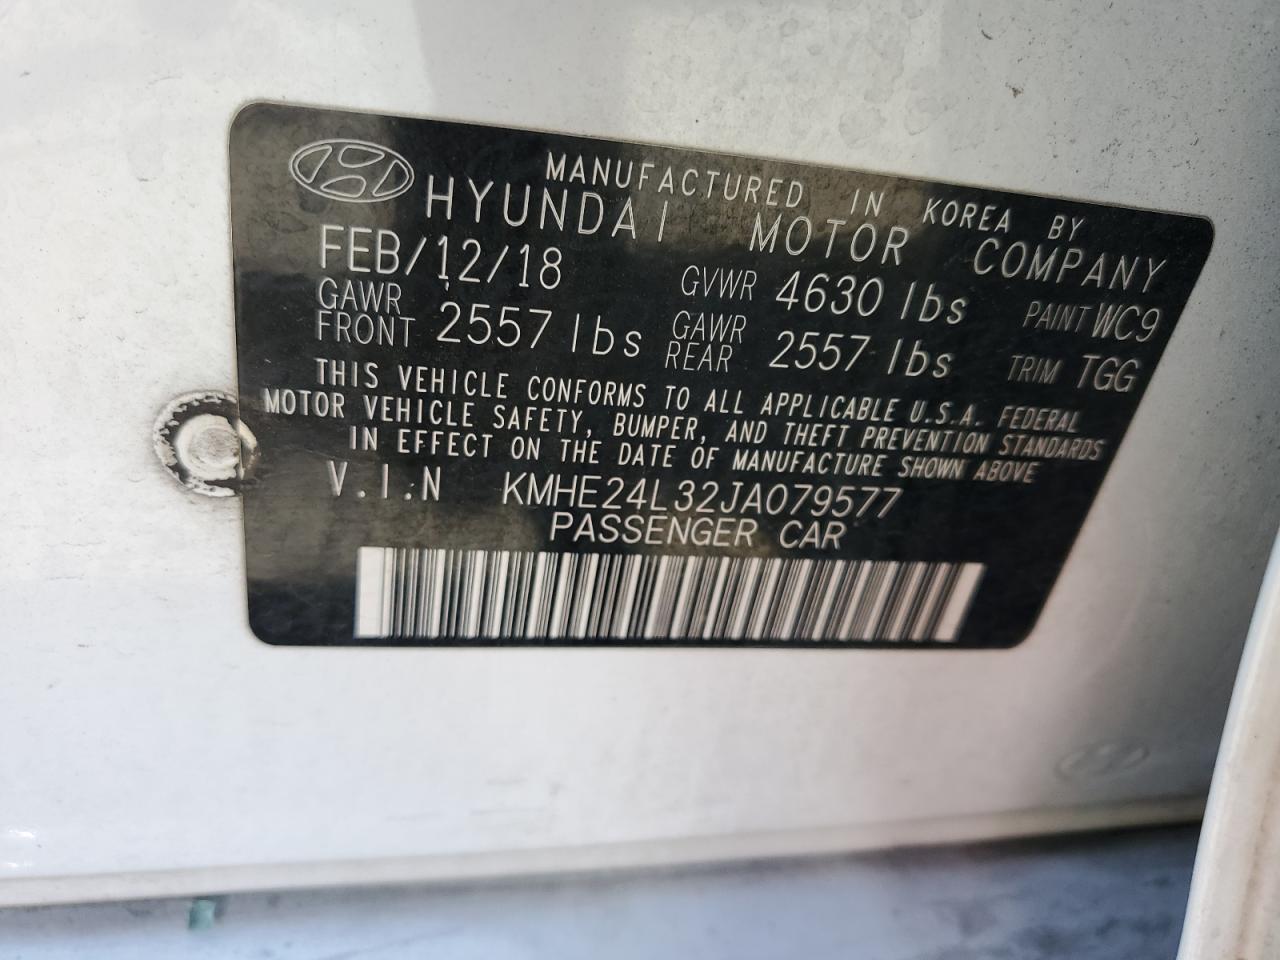 MANUFACTURED IN KOREA BY
HYUNDAI MOTOR COMPANY
FEB/12/18 GVWR 4630 lbs PAINT WC9
GAWR FRONT 2557 lbs GAWR REAR 2557 lbs TRIM TGG
THIS VEHICLE CONFORMS TO ALL APPLICABLE U.S.A. FEDERAL
MOTOR VEHICLE SAFETY, BUMPER, AND THEFT PREVENTION STANDARDS
IN EFFECT ON THE DATE OF MANUFACTURE SHOWN ABOVE
V.I.N KMHE24L32JA079577
PASSENGER CAR